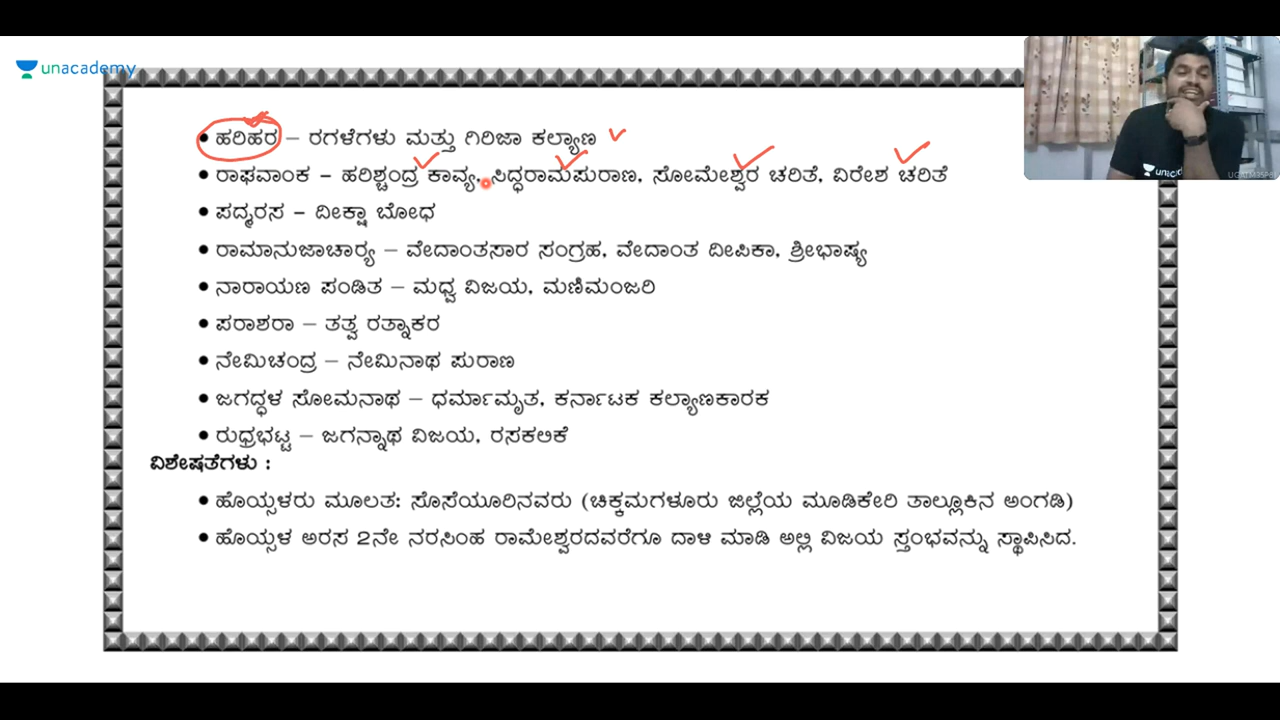 unacademy
• ಹರಿಹರ – ರಗಳೆಗಳು ಮತ್ತು ಗಿರಿಜಾ ಕಲ್ಯಾಣ
• ರಾಘವಾಂಕ – ಹರಿಶ್ಚಂದ್ರ ಕಾವ್ಯ, ಸಿದ್ಧರಾಮಪುರಾಣ, ಸೋಮೇಶ್ವರ ಚರಿತೆ, ವಿರೇಶ ಚರಿತೆ
• ಪದ್ಮರಸ – ದೀಕ್ಷಾ ಬೋಧ
• ರಾಮಾನುಜಾಚಾರ್‍ಯ – ವೇದಾಂತಸಾರ ಸಂಗ್ರಹ, ವೇದಾಂತ ದೀಪಿಕಾ, ಶ್ರೀಭಾಷ್ಯ
• ನಾರಾಯಣ ಪಂಡಿತ – ಮಧ್ವ ವಿಜಯ, ಮಣಿಮಂಜರಿ
• ಪರಾಶರಾ – ತತ್ವ ರತ್ನಾಕರ
• ನೇಮಿಚಂದ್ರ – ನೇಮಿನಾಥ ಪುರಾಣ
• ಜಗದ್ಧಳ ಸೋಮನಾಥ – ಧರ್ಮಾಮೃತ, ಕರ್ನಾಟಕ ಕಲ್ಯಾಣಕಾರಕ
• ರುಧ್ರಭಟ್ಟ – ಜಗನ್ನಾಥ ವಿಜಯ, ರಸಕಲಿಕೆ
ವಿಶೇಷತೆಗಳು :
• ಹೊಯ್ಸಳರು ಮೂಲತ: ಸೊಸೆಯೂರಿನವರು (ಚಿಕ್ಕಮಗಳೂರು ಜಿಲ್ಲೆಯ ಮೂಡಿಕೇರಿ ತಾಲ್ಲೂಕಿನ ಅಂಗಡಿ)
• ಹೊಯ್ಸಳ ಅರಸ 2ನೇ ನರಸಿಂಹ ರಾಮೇಶ್ವರದವರೆಗೂ ದಾಳಿ ಮಾಡಿ ಅಲ್ಲಿ ವಿಜಯ ಸ್ತಂಭವನ್ನು ಸ್ಥಾಪಿಸಿದ.